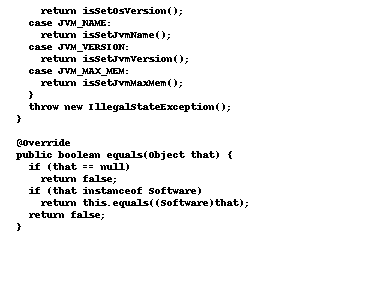 return isSetOsVersion();
    case JVM_NAME:
      return isSetJvmName();
    case JVM_VERSION:
      return isSetJvmVersion();
    case JVM_MAX_MEM:
      return isSetJvmMaxMem();
    }
    throw new IllegalStateException();
  }

  @Override
  public boolean equals(Object that) {
    if (that == null)
      return false;
    if (that instanceof Software)
      return this.equals((Software)that);
    return false;
  }